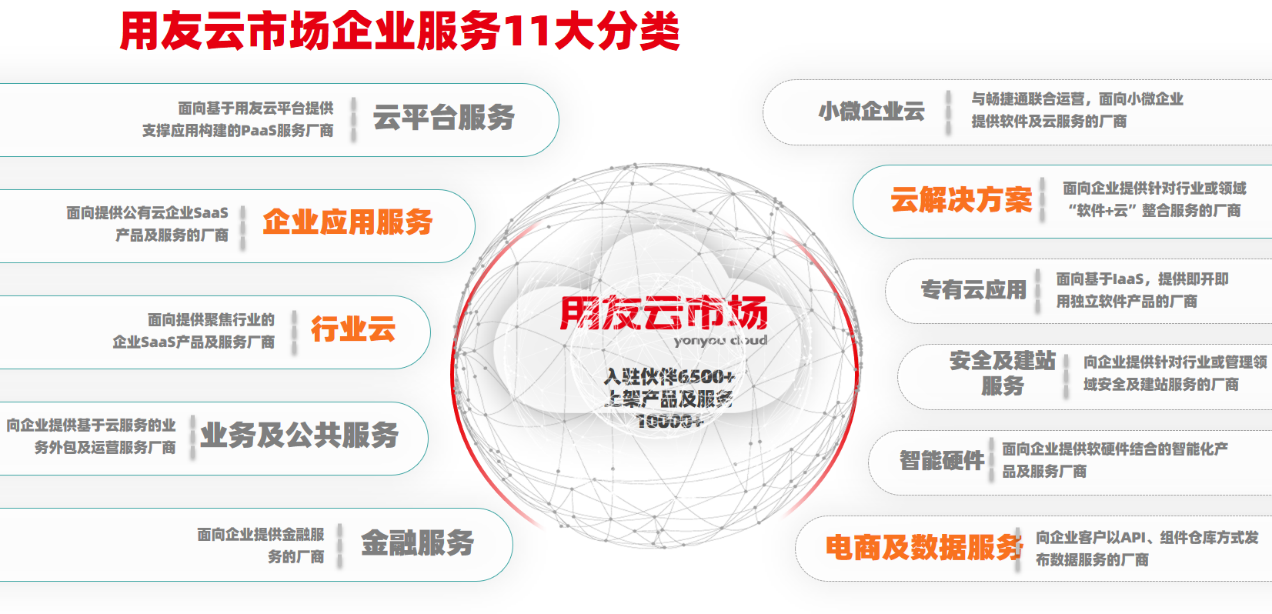 用友云市场企业服务11大分类
面向基于用友云平台提供
支撑应用构建的PaaS服务厂商
云平台服务
面向提供公有云企业SaaS
产品及服务的厂商
企业应用服务
面向提供聚焦行业的
企业SaaS产品及服务厂商
行业云
向企业提供基于云服务的业
务外包及运营服务厂商
业务及公共服务
面向企业提供金融服
务的厂商
金融服务
用友云市场
yonyou cloud
入驻伙伴6500+
上架产品及服务
10000+
小微企业云
与畅捷通联合运营，面向小微企业
提供软件及云服务的厂商
云解决方案
面向企业提供针对行业或领域
“软件+云”整合服务的厂商
专有云应用
面向基于IaaS，提供即开即
用独立软件产品的厂商
安全及建站
服务
向企业提供针对行业或管理领
域安全及建站服务的厂商
智能硬件
面向企业提供软硬件结合的智能化产
品及服务厂商
电商及数据服务
向企业客户以API、组件仓库方式发
布数据服务的厂商